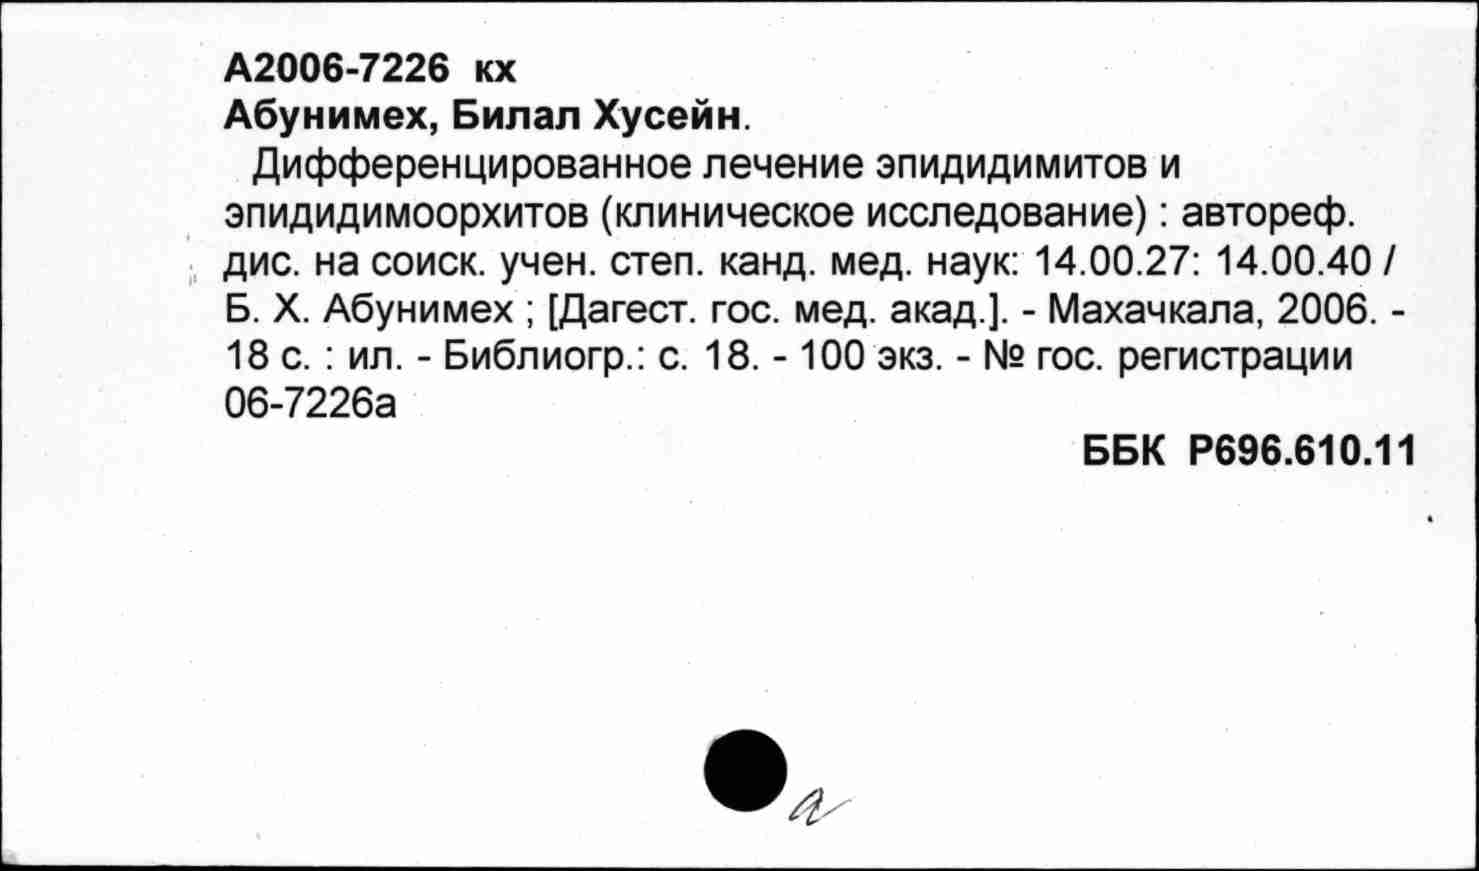 А2006-7226 кх
Абунимех, Билал Хусейн.
Дифференцированное лечение эпидидимитов и
эпидидимоорхитов (клиническое исследование) : автореф.
дис. на соиск. учен. степ. канд. мед. наук: 14.00.27: 14.00.40 /
Б. Х. Абунимех ; [Дагест. гос. мед. акад.]. - Махачкала, 2006. -
18 с. : ил. - Библиогр.: с. 18. - 100 экз. - № гос. регистрации
06-7226а
ББК Р696.610.11
а